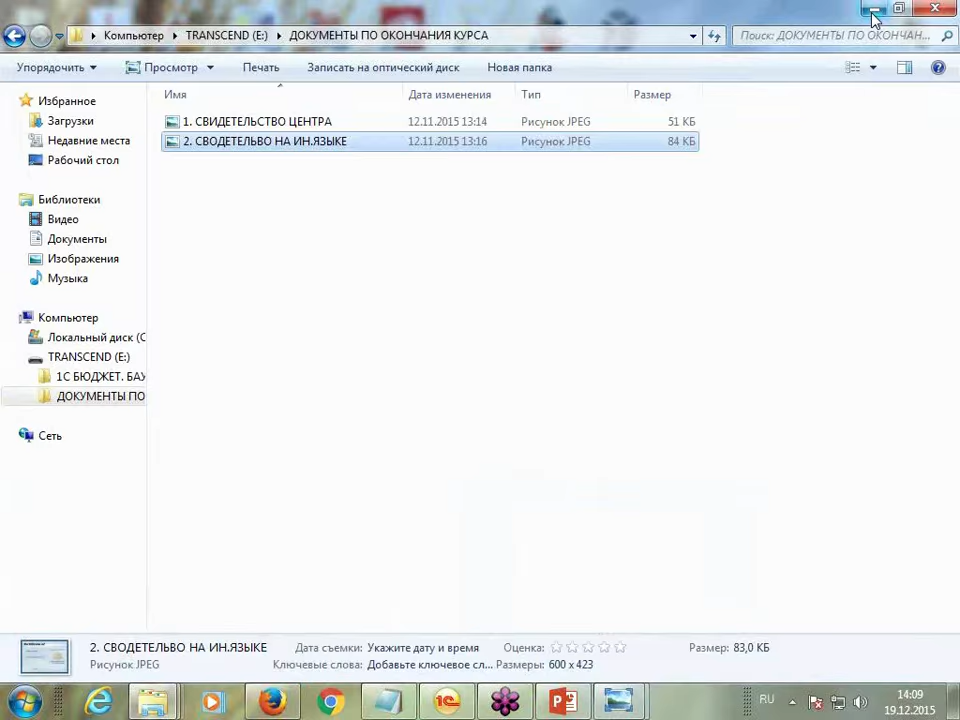 Компьютер ▸ TRANSCEND (E:) ▸ ДОКУМЕНТЫ ПО ОКОНЧАНИЯ КУРСА
Поиск: ДОКУМЕНТЫ ПО ОКОНЧАН...
Упорядочить Просмотр Печать Записать на оптический диск Новая папка
Имя Дата изменения Тип Размер
1. СВИДЕТЕЛЬСТВО ЦЕНТРА 12.11.2015 13:14 Рисунок JPEG 51 КБ
2. СВОДЕТЕЛЬВО НА ИН.ЯЗЫКЕ 12.11.2015 13:16 Рисунок JPEG 84 КБ
Избранное
Загрузки
Недавние места
Рабочий стол
Библиотеки
Видео
Документы
Изображения
Музыка
Компьютер
Локальный диск (C
TRANSCEND (E:)
1С БЮДЖЕТ. БАУ
ДОКУМЕНТЫ ПО
Сеть
2. СВОДЕТЕЛЬВО НА ИН.ЯЗЫКЕ Дата съемки: Укажите дату и время Оценка: Размер: 83,0 КБ
Рисунок JPEG Ключевые слова: Добавьте ключевое сл... Размеры: 600 x 423
RU 14:09
19.12.2015